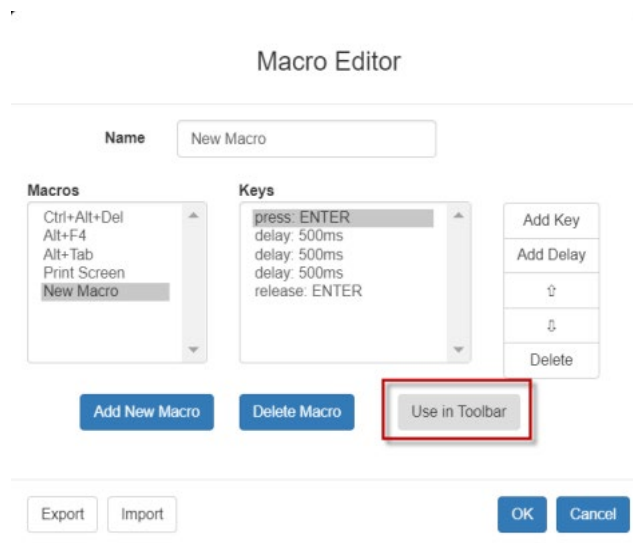 Macro Editor
Name
New Macro
Macros
Ctrl+Alt+Del
Alt+F4
Alt+Tab
Print Screen
New Macro
Keys
press: ENTER
delay: 500ms
delay: 500ms
delay: 500ms
release: ENTER
Add Key
Add Delay
⇧
⇩
Delete
Add New Macro
Delete Macro
Use in Toolbar
Export
Import
OK
Cancel